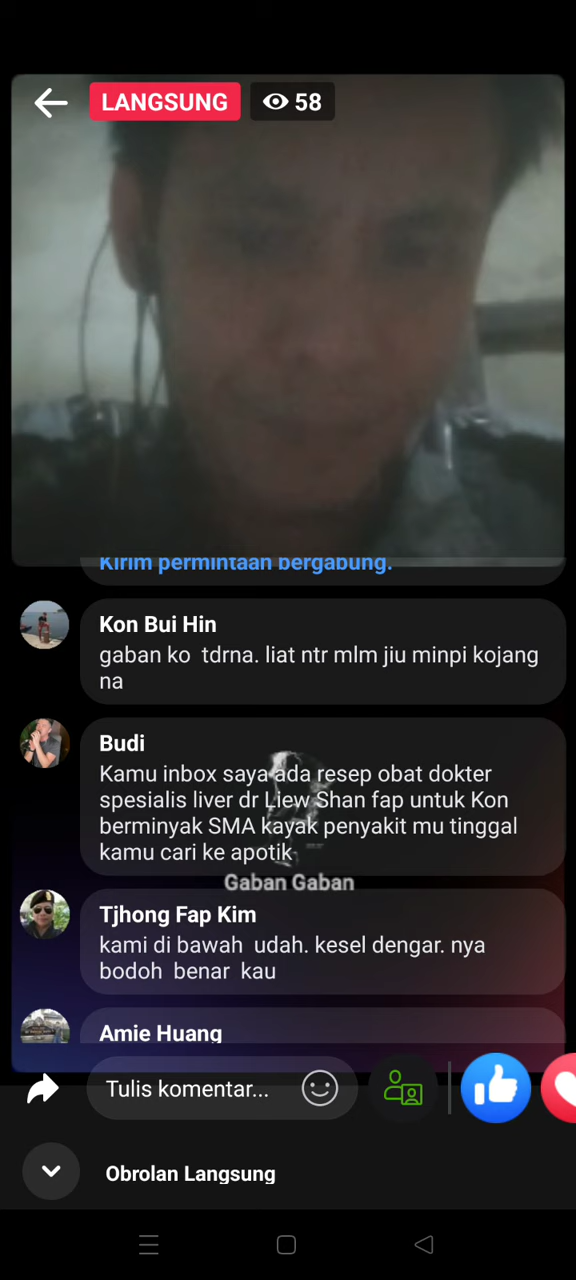 LANGSUNG 58
Kirim permintaan bergabung.
Kon Bui Hin
gaban ko tdrna. liat ntr mlm jiu minpi kojang
na
Budi
Kamu inbox saya ada resep obat dokter
spesialis liver dr Liew Shan fap untuk Kon
berminyak SMA kayak penyakit mu tinggal
kamu cari ke apotik
Gaban Gaban
Tjhong Fap Kim
kami di bawah udah. kesel dengar. nya
bodoh benar kau
Amie Huang
Tulis komentar...
Obrolan Langsung